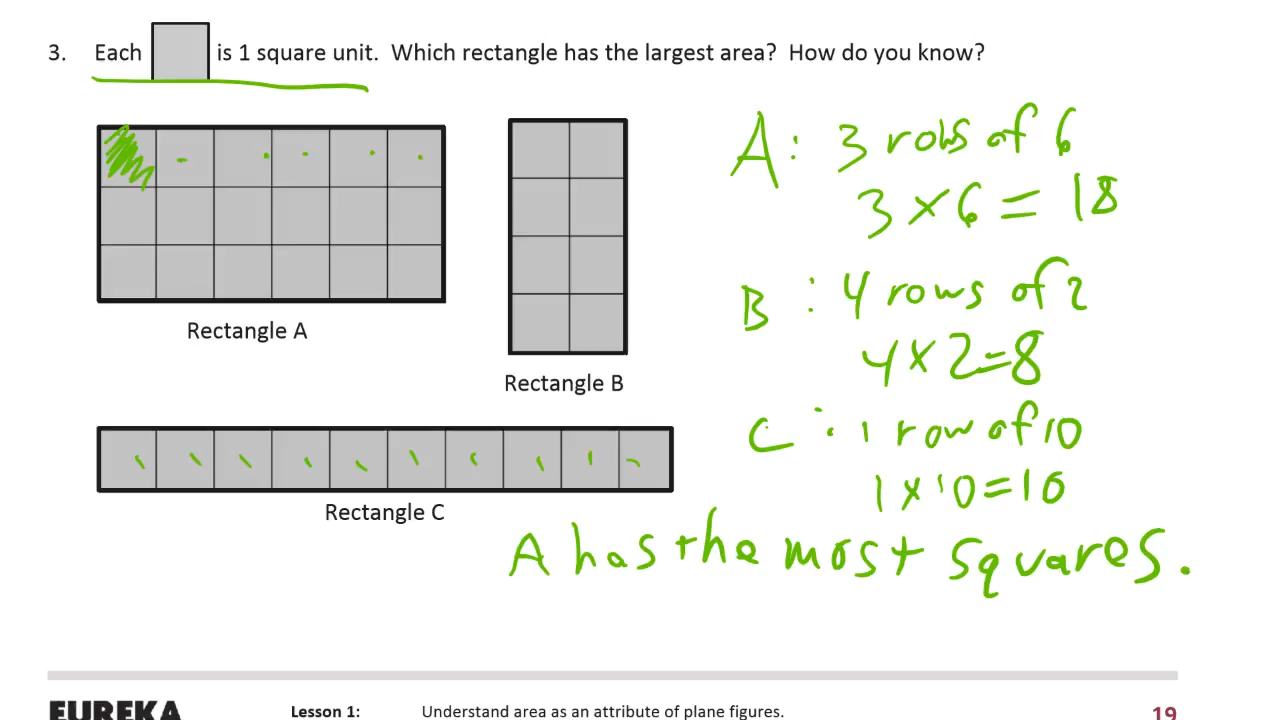 3. Each is 1 square unit. Which rectangle has the largest area? How do you know?
A: 3 rows of 6
3 × 6 = 18
Rectangle A
B: 4 rows of 2
4 × 2 = 8
Rectangle B
C: 1 row of 10
1 × 10 = 10
Rectangle C
A has the most squares.
EUREKA
Lesson 1: Understand area as an attribute of plane figures.
19